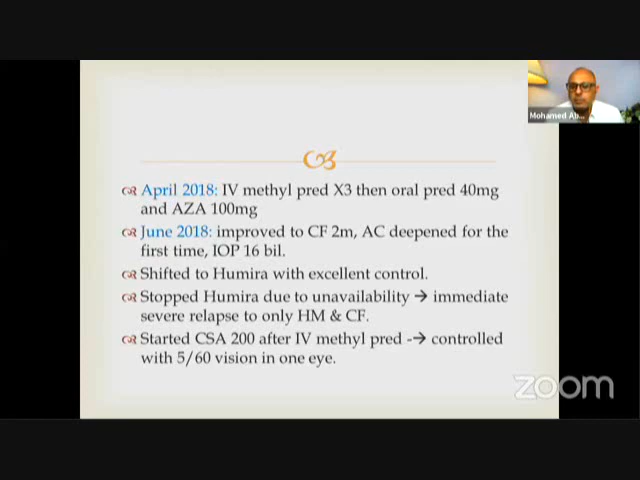 April 2018: IV methyl pred X3 then oral pred 40mg
and AZA 100mg
June 2018: improved to CF 2m, AC deepened for the
first time, IOP 16 bil.
Shifted to Humira with excellent control.
Stopped Humira due to unavailability → immediate
severe relapse to only HM & CF.
Started CSA 200 after IV methyl pred -→ controlled
with 5/60 vision in one eye.
Mohamed
zoom